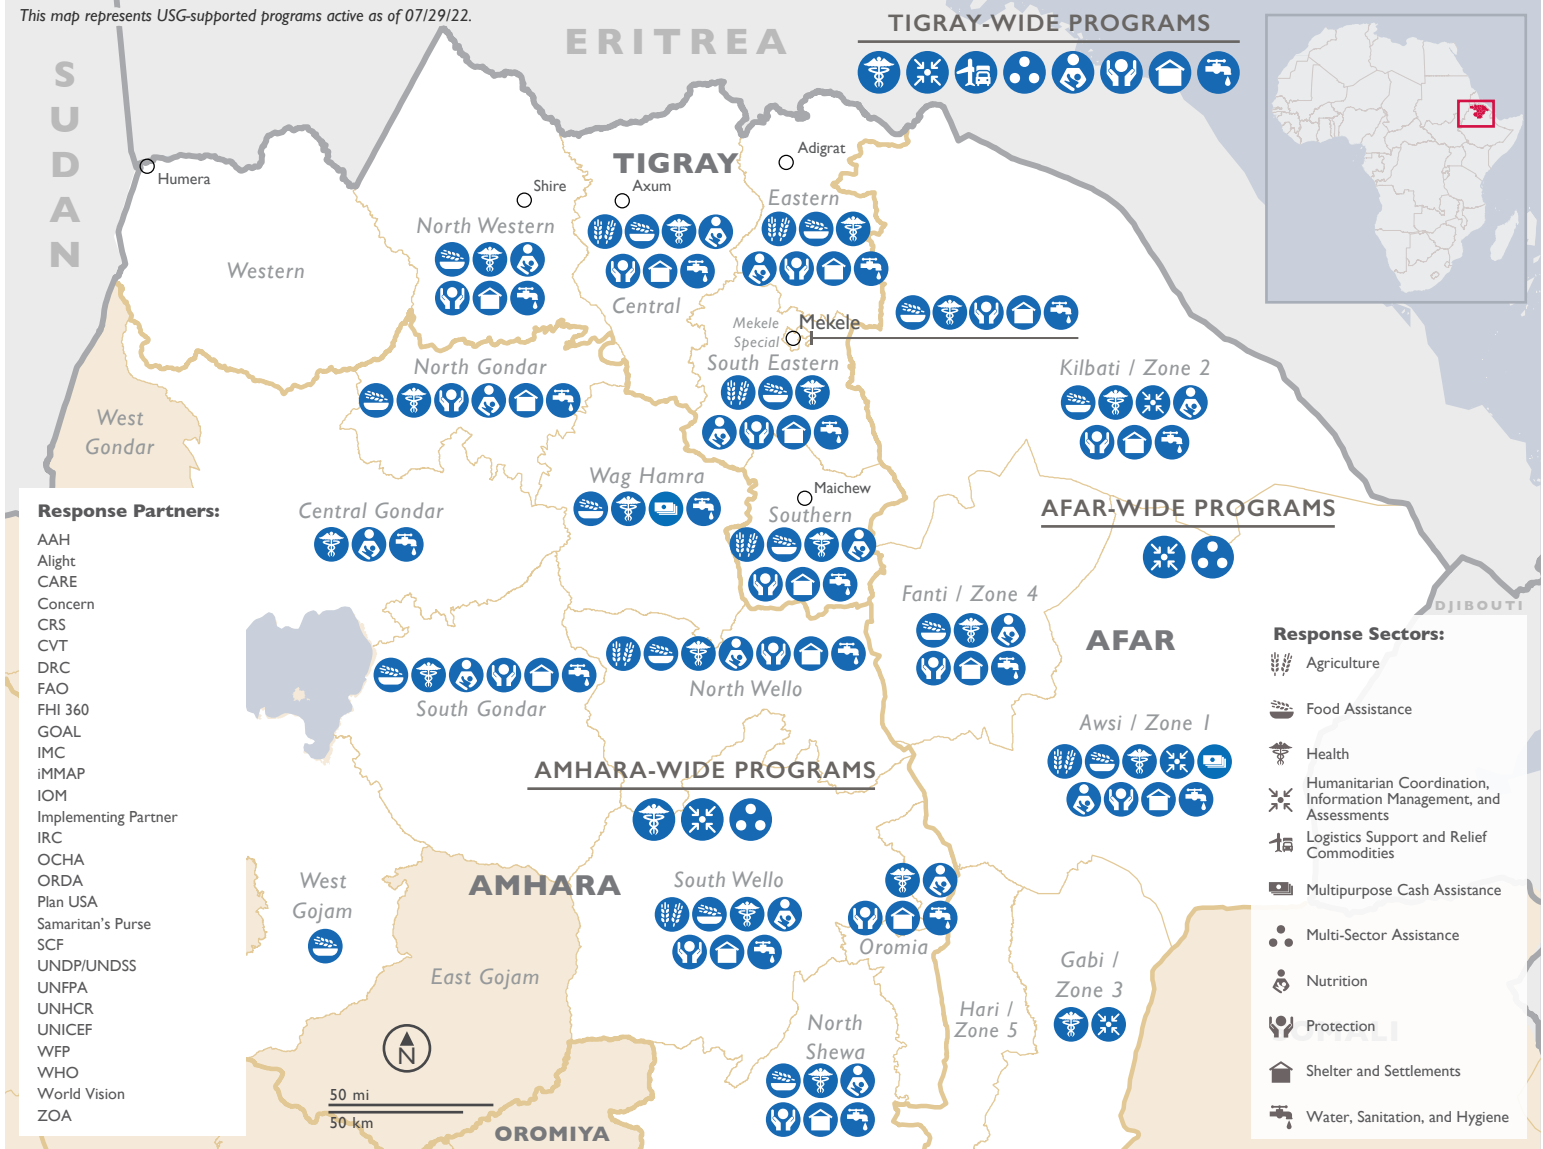 This map represents USG-supported programs active as of 07/29/22.
TIGRAY-WIDE PROGRAMS
ERITREA
SUDAN
Humera
Shire
TIGRAY
Axum
Adigrat
Eastern
North Western
Western
Central
Mekele
Special
Mekele
South Eastern
North Gondar
Kilbati / Zone 2
West
Gondar
Wag Hamra
Maichew
Southern
Central Gondar
AFAR-WIDE PROGRAMS
Fanti / Zone 4
DJIBOUTI
AFAR
North Wello
South Gondar
Awsi / Zone 1
AMHARA-WIDE PROGRAMS
AMHARA
South Wello
West
Gojam
East Gojam
Oromia
Gabi /
Zone 3
Hari /
Zone 5
North
Shewa
N
50 mi
50 km
OROMIYA
Response Partners:
AAH
Alight
CARE
Concern
CRS
CVT
DRC
FAO
FHI 360
GOAL
IMC
iMMAP
IOM
Implementing Partner
IRC
OCHA
ORDA
Plan USA
Samaritan's Purse
SCF
UNDP/UNDSS
UNFPA
UNHCR
UNICEF
WFP
WHO
World Vision
ZOA
Response Sectors:
Agriculture
Food Assistance
Health
Humanitarian Coordination,
Information Management, and
Assessments
Logistics Support and Relief
Commodities
Multipurpose Cash Assistance
Multi-Sector Assistance
Nutrition
Protection
Shelter and Settlements
Water, Sanitation, and Hygiene